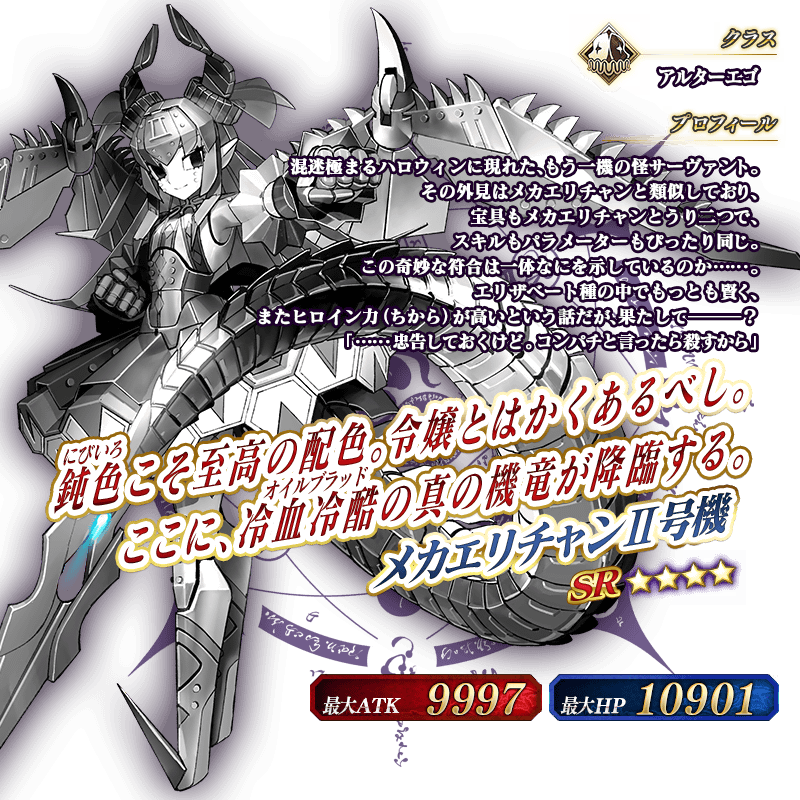 クラス
アルターエゴ
プロフィール
混迷極まるハロウィンに現れた、もう一機の怪サーヴァント。
その外見はメカエリチャンと類似しており、
宝具もメカエリチャンとうり二つで、
スキルもパラメーターもぴったり同じ。
この奇妙な符合は一体なにを示しているのか……。
エリザベート種の中でもっとも賢く、
またヒロイン力（ちから）が高いという話だが、果たして———？
「……忠告しておくけど。コンパチと言ったら殺すから」
にびいろ
鈍色こそ至高の配色。令嬢とはかくあるべし。
オイルブラッド
ここに、冷血冷酷の真の機竜が降臨する。
メカエリチャンⅡ号機
SR ★★★★
最大ATK 9997
最大HP 10901